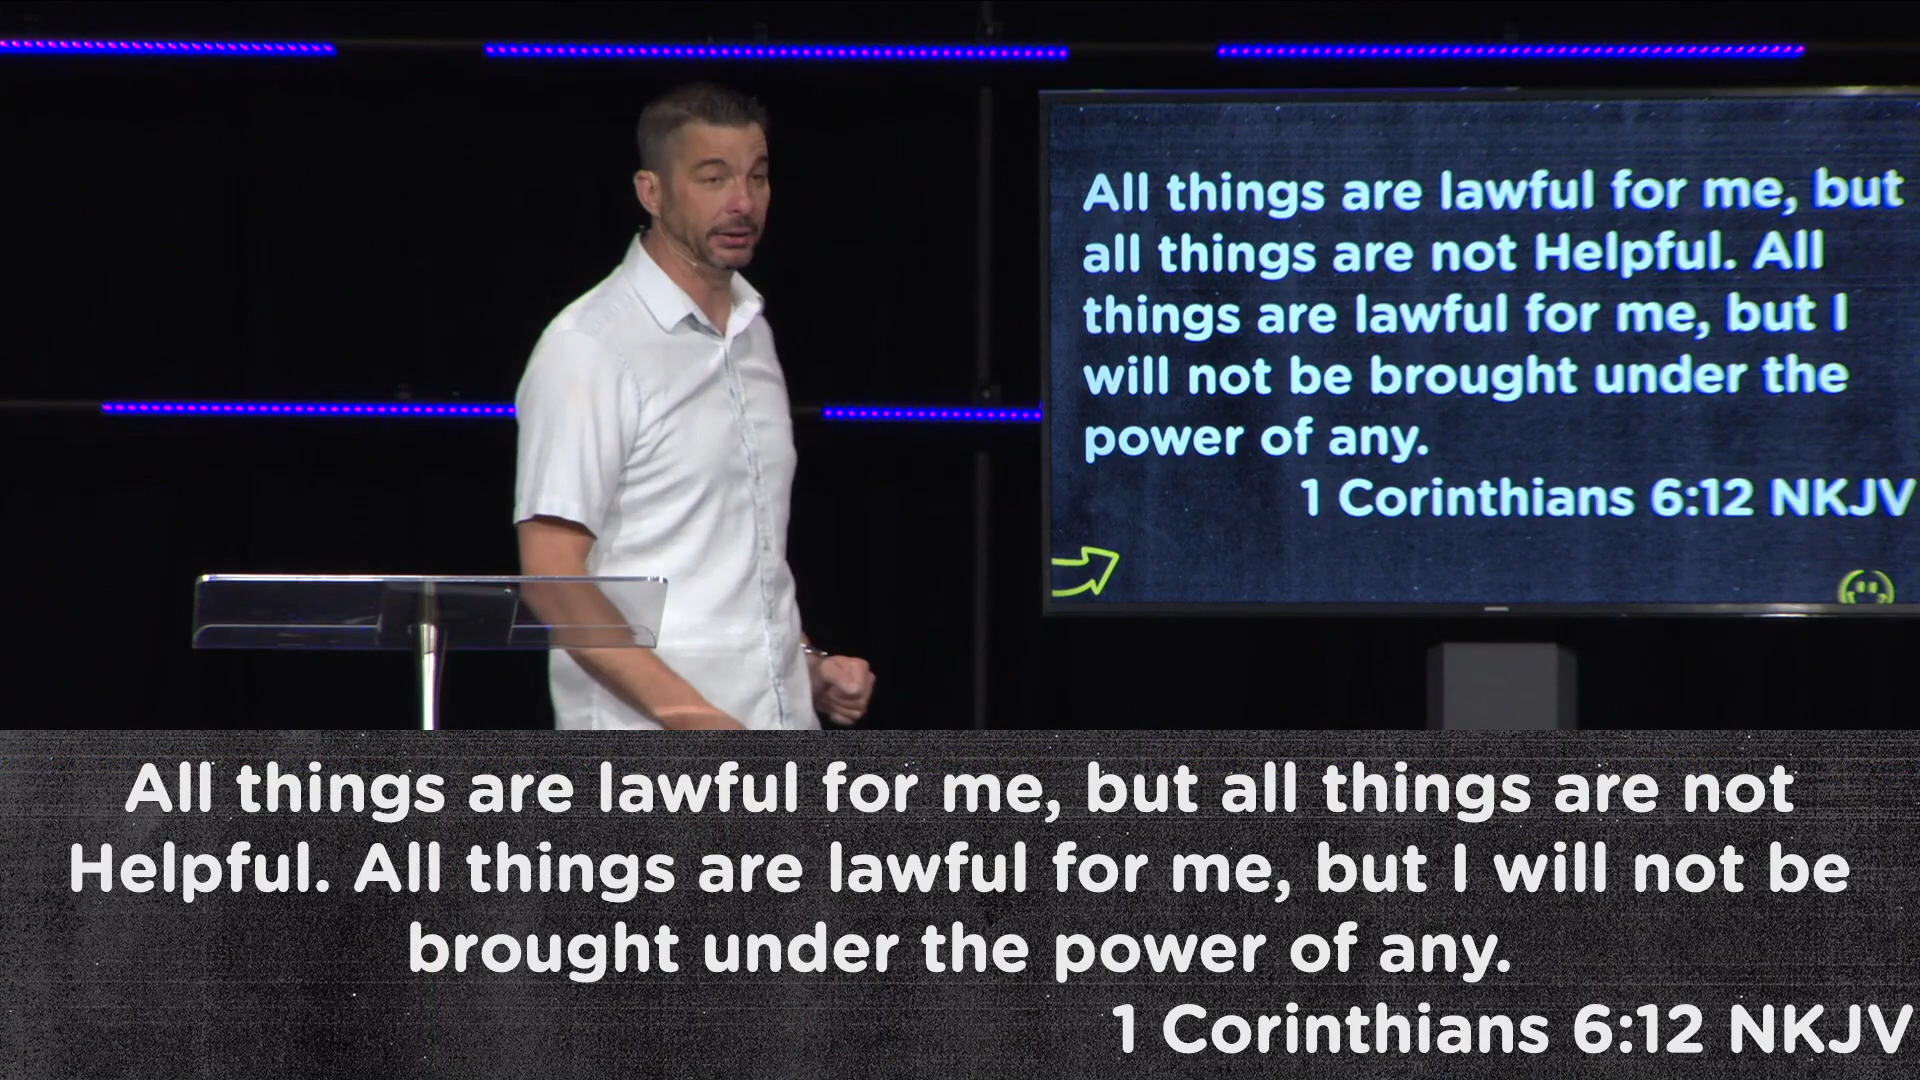 All things are lawful for me, but
all things are not Helpful. All
things are lawful for me, but I
will not be brought under the
power of any.
1 Corinthians 6:12 NKJV
All things are lawful for me, but all things are not
Helpful. All things are lawful for me, but I will not be
brought under the power of any.
1 Corinthians 6:12 NKJV